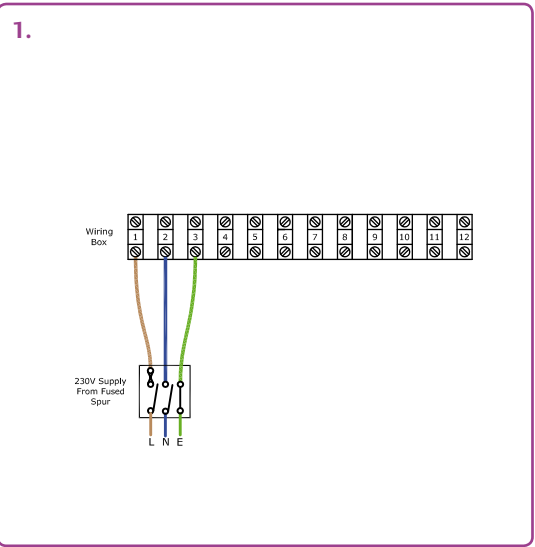 1.
Wiring
Box
1 2 3 4 5 6 7 8 9 10 11 12
230V Supply
From Fused
Spur
L N E